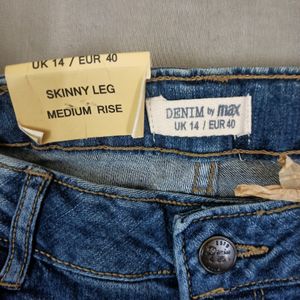 UK 14 / EUR 40
SKINNY LEG
MEDIUM RISE
DENIM by max
UK 14 / EUR 40